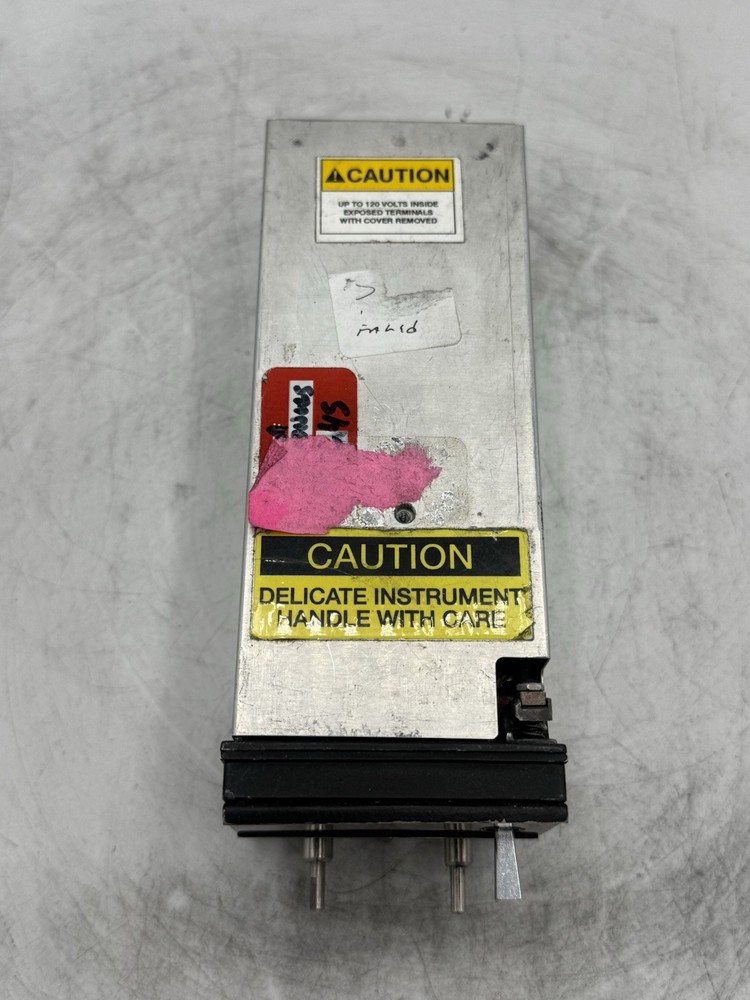 CAUTION
UP TO 120 VOLTS INSIDE
EXPOSED TERMINALS
WITH COVER REMOVED
CAUTION
DELICATE INSTRUMENT
HANDLE WITH CARE